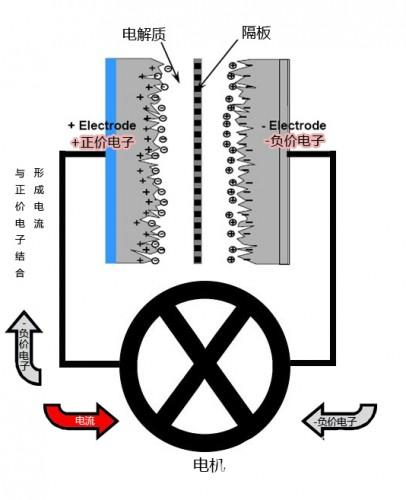 电解质
隔板
+ Electrode
+正价电子
- Electrode
-负价电子
形成电流
与正价电子结合
-负价电子
电流
-负价电子
电机